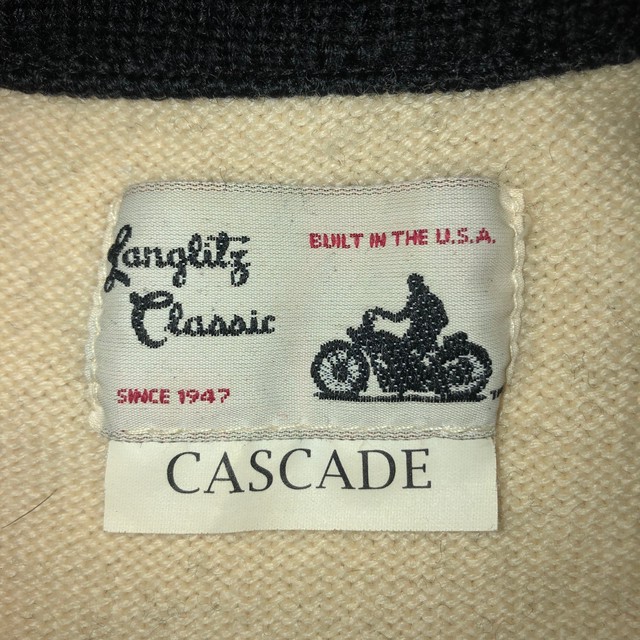 Langlitz
Classic
BUILT IN THE U.S.A.
SINCE 1947
CASCADE